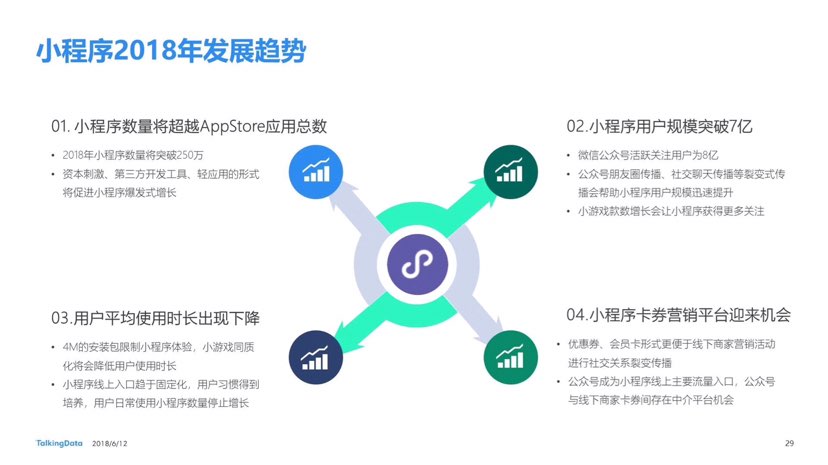 小程序2018年发展趋势
01. 小程序数量将超越AppStore应用总数
• 2018年小程序数量将突破250万
• 资本刺激、第三方开发工具、轻应用的形式
将促进小程序爆发式增长
02.小程序用户规模突破7亿
• 微信公众号活跃关注用户为8亿
• 公众号朋友圈传播、社交聊天传播等裂变式传
播会帮助小程序用户规模迅速提升
• 小游戏款数增长会让小程序获得更多关注
03.用户平均使用时长出现下降
• 4M的安装包限制小程序体验，小游戏同质
化将会降低用户使用时长
• 小程序线上入口趋于固定化，用户习惯得到
培养，用户日常使用小程序数量停止增长
04.小程序卡券营销平台迎来机会
• 优惠券、会员卡形式更便于线下商家营销活动
进行社交关系裂变传播
• 公众号成为小程序线上主要流量入口，公众号
与线下商家卡券间存在中介平台机会
TalkingData 2018/6/12
29